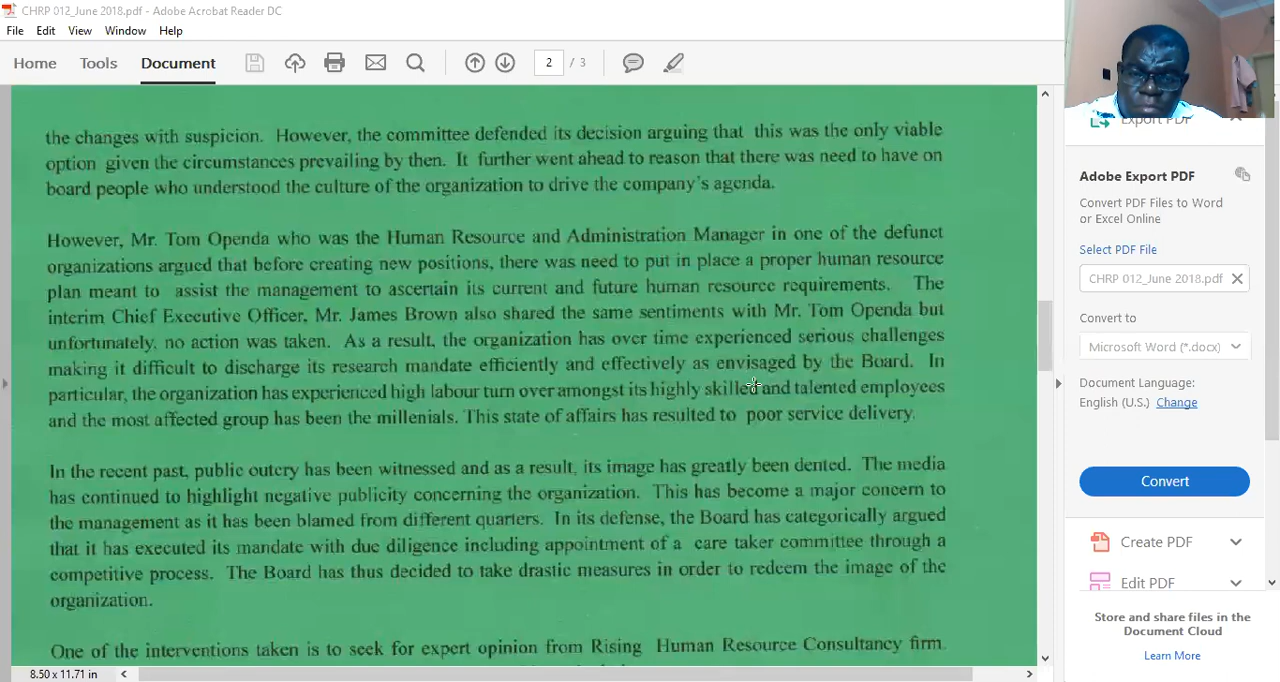 CHRP 012_June 2018.pdf - Adobe Acrobat Reader DC
File Edit View Window Help
Home Tools Document 2 / 3
the changes with suspicion. However, the committee defended its decision arguing that this was the only viable
option given the circumstances prevailing by then. It further went ahead to reason that there was need to have on
board people who understood the culture of the organization to drive the company's agenda.
However, Mr. Tom Openda who was the Human Resource and Administration Manager in one of the defunct
organizations argued that before creating new positions, there was need to put in place a proper human resource
plan meant to assist the management to ascertain its current and future human resource requirements. The
interim Chief Executive Officer, Mr. James Brown also shared the same sentiments with Mr. Tom Openda but
unfortunately, no action was taken. As a result, the organization has over time experienced serious challenges
making it difficult to discharge its research mandate efficiently and effectively as envisaged by the Board. In
particular, the organization has experienced high labour turn over amongst its highly skilled and talented employees
and the most affected group has been the millenials. This state of affairs has resulted to poor service delivery.
In the recent past, public outcry has been witnessed and as a result, its image has greatly been dented. The media
has continued to highlight negative publicity concerning the organization. This has become a major concern to
the management as it has been blamed from different quarters. In its defense, the Board has categorically argued
that it has executed its mandate with due diligence including appointment of a care taker committee through a
competitive process. The Board has thus decided to take drastic measures in order to redeem the image of the
organization.
One of the interventions taken is to seek for expert opinion from Rising Human Resource Consultancy firm.
8.50 x 11.71 in
Export PDF
Adobe Export PDF
Convert PDF Files to Word
or Excel Online
Select PDF File
CHRP 012_June 2018.pdf
Convert to
Microsoft Word (*.docx)
Document Language:
English (U.S.) Change
Convert
Create PDF
Edit PDF
Store and share files in the
Document Cloud
Learn More